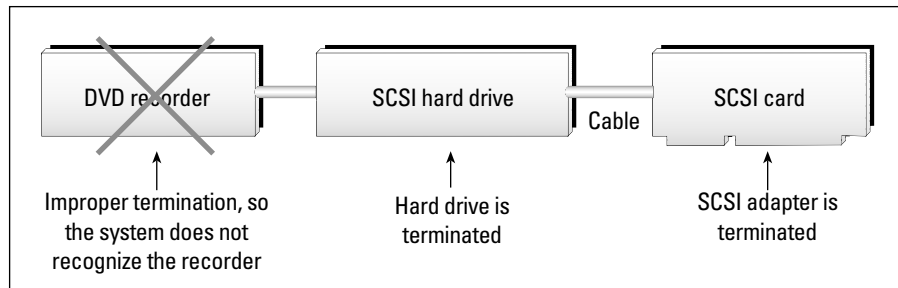 DVD recorder
SCSI hard drive
SCSI card
Cable
Improper termination, so
the system does not
recognize the recorder
Hard drive is
terminated
SCSI adapter is
terminated